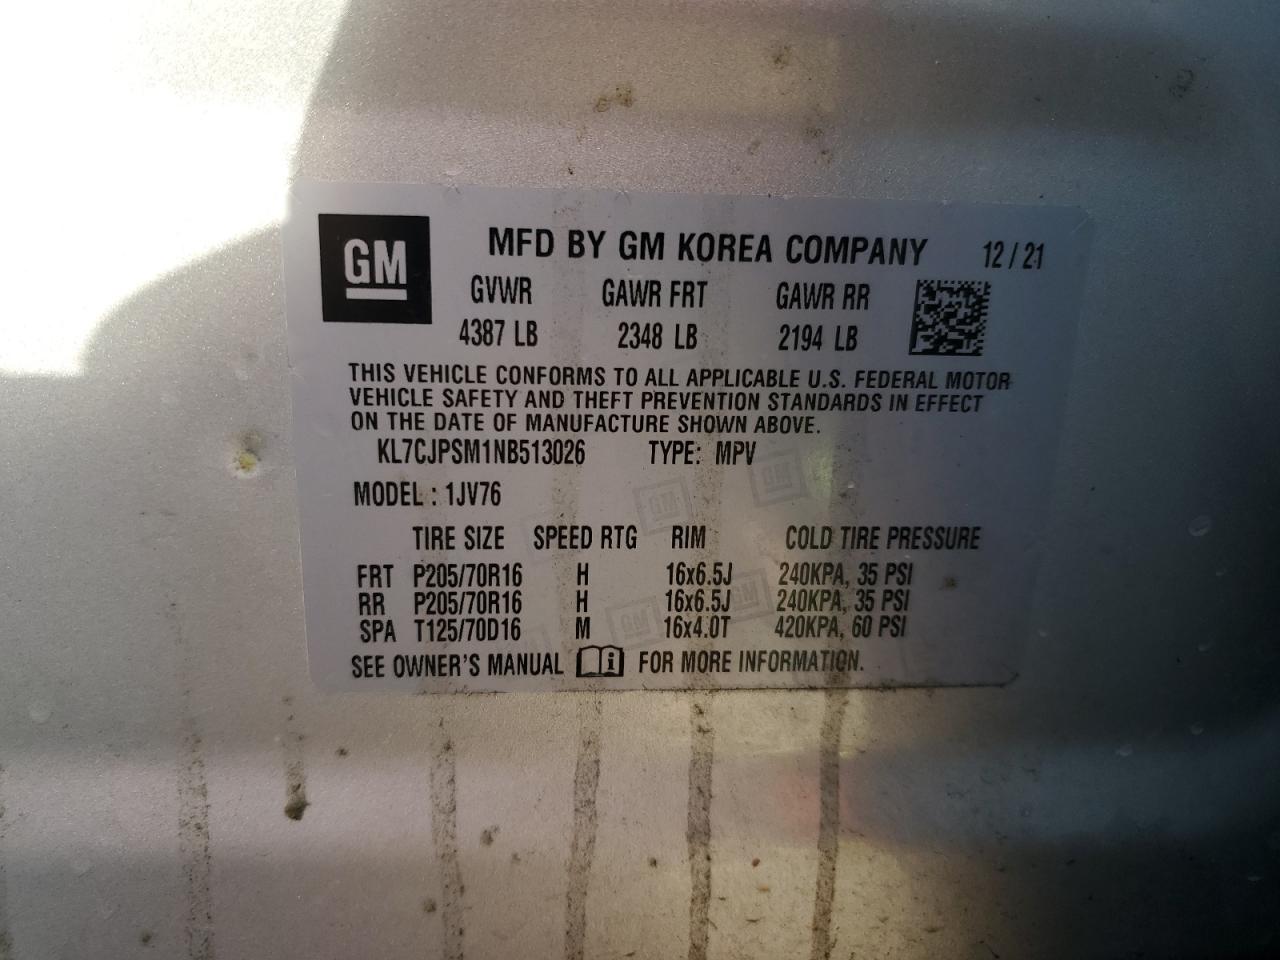 GM
MFD BY GM KOREA COMPANY 12/21
GVWR GAWR FRT GAWR RR
4387 LB 2348 LB 2194 LB
THIS VEHICLE CONFORMS TO ALL APPLICABLE U.S. FEDERAL MOTOR
VEHICLE SAFETY AND THEFT PREVENTION STANDARDS IN EFFECT
ON THE DATE OF MANUFACTURE SHOWN ABOVE.
KL7CJPSM1NB513026 TYPE: MPV
MODEL : 1JV76
TIRE SIZE SPEED RTG RIM COLD TIRE PRESSURE
FRT P205/70R16 H 16x6.5J 240KPA, 35 PSI
RR P205/70R16 H 16x6.5J 240KPA, 35 PSI
SPA T125/70D16 M 16x4.0T 420KPA, 60 PSI
SEE OWNER'S MANUAL i FOR MORE INFORMATION.